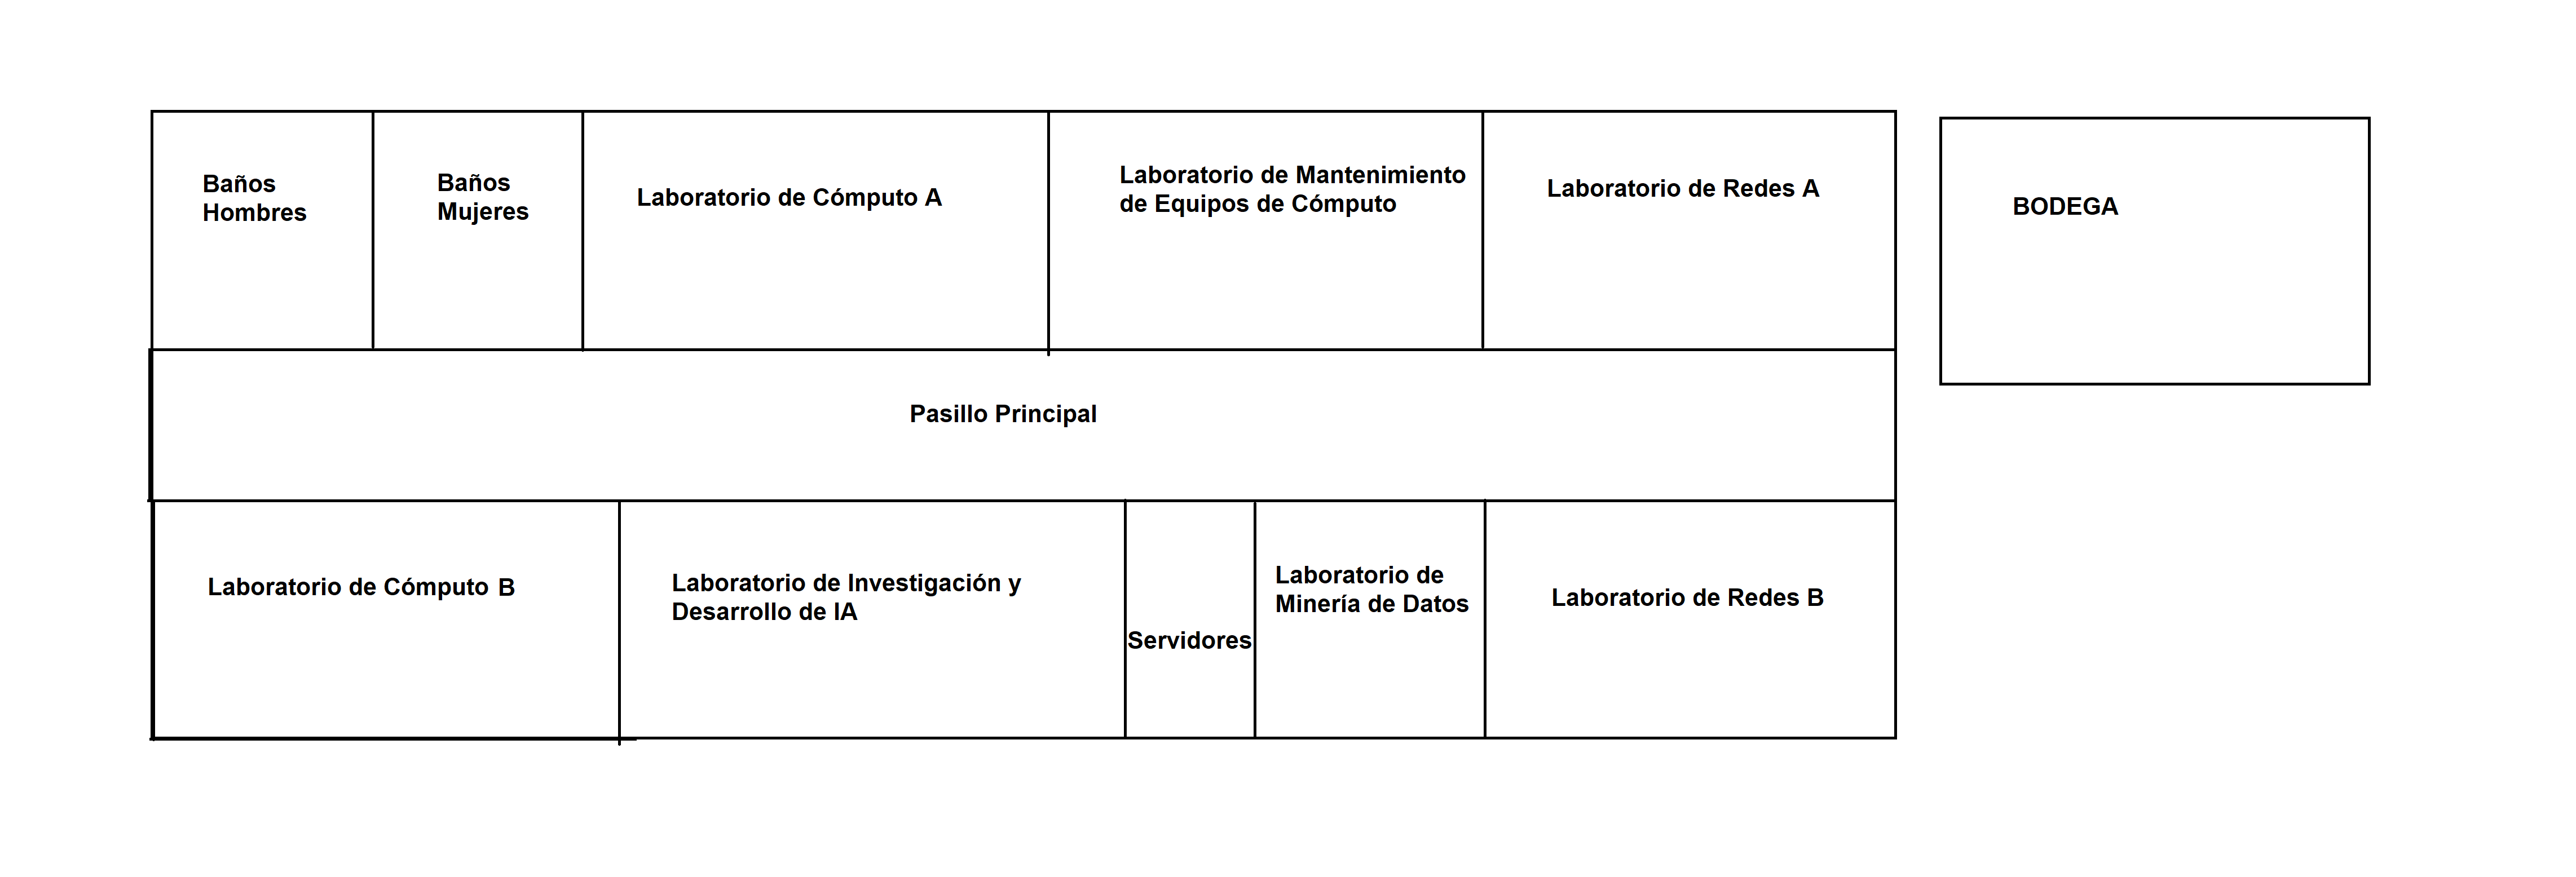 Baños
Hombres
Baños
Mujeres
Laboratorio de Cómputo A
Laboratorio de Mantenimiento
de Equipos de Cómputo
Laboratorio de Redes A
BODEGA
Pasillo Principal
Laboratorio de Cómputo B
Laboratorio de Investigación y
Desarrollo de IA
Servidores
Laboratorio de
Minería de Datos
Laboratorio de Redes B